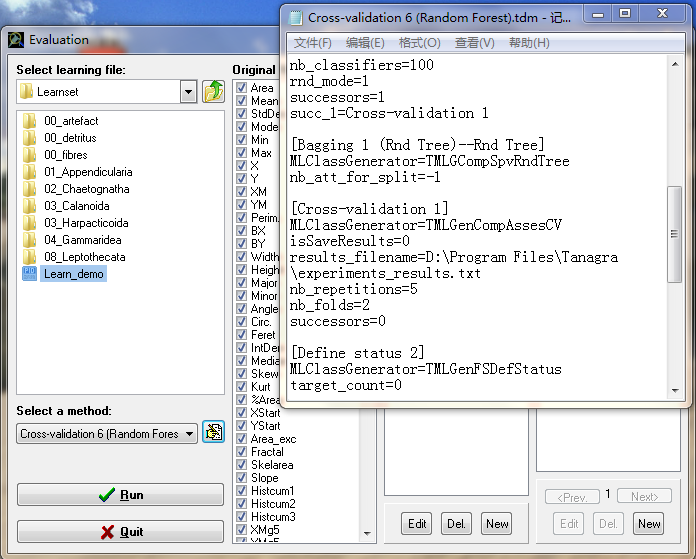 Cross-validation 6 (Random Forest).tdm - 记...
文件(F) 编辑(E) 格式(O) 查看(V) 帮助(H)
nb_classifiers=100
rnd_mode=1
successors=1
succ_1=Cross-validation 1
[Bagging 1 (Rnd Tree)--Rnd Tree]
MLClassGenerator=TMLGCompSpvRndTree
nb_att_for_split=-1
[Cross-validation 1]
MLClassGenerator=TMLGenCompAssesCV
isSaveResults=0
results_filename=D:\Program Files\Tanagra
\experiments_results.txt
nb_repetitions=5
nb_folds=2
successors=0
[Define status 2]
MLClassGenerator=TMLGenFSDefStatus
target_count=0
Evaluation
Select learning file:
Learnset
00_artefact
00_detritus
00_fibres
01_Appendicularia
02_Chaetognatha
03_Calanoida
03_Harpacticoida
04_Gammaridea
08_Leptothecata
PID
Learn_demo
Select a method:
Cross-validation 6 (Random Fores
Run
Quit
Original
Area
Mean
StdDe
Mode
Min
Max
X
Y
XM
YM
Perim.
BX
BY
Width
Heigh
Major
Minor
Angle
Circ.
Feret
IntDer
Media
Skew
Kurt
%Area
XStart
YStart
Area_exc
Fractal
Skelarea
Slope
Histcum1
Histcum2
Histcum3
XMg5
YMg5
Edit Del. New
<Prev. 1 Next>
Edit Del. New